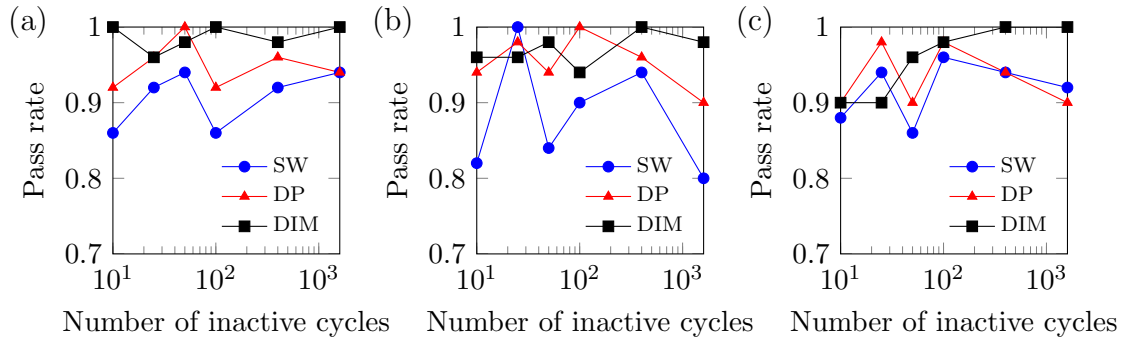 (a)
Pass rate
1
0.9
0.8
0.7
10^1
10^2
10^3
Number of inactive cycles
SW
DP
DIM
(b)
Pass rate
1
0.9
0.8
0.7
10^1
10^2
10^3
Number of inactive cycles
SW
DP
DIM
(c)
Pass rate
1
0.9
0.8
0.7
10^1
10^2
10^3
Number of inactive cycles
SW
DP
DIM